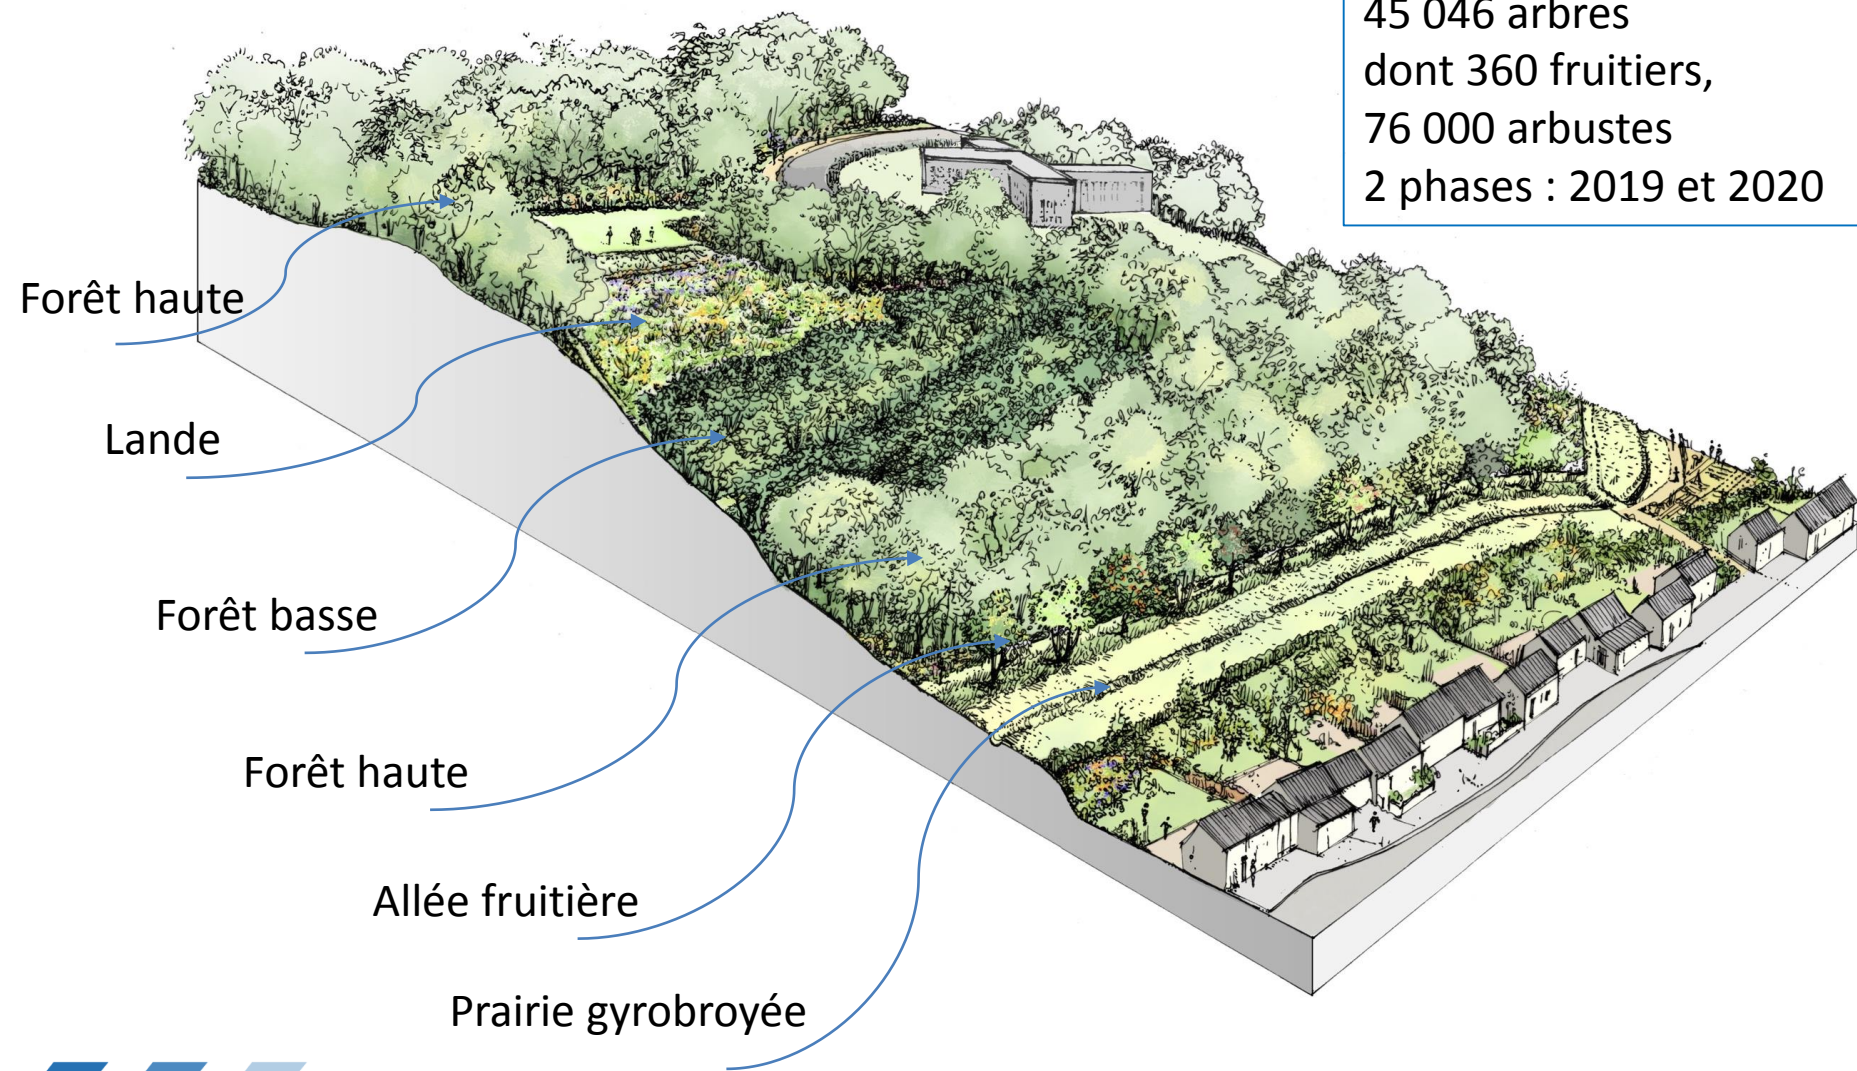 45 046 arbres
dont 360 fruitiers,
76 000 arbustes
2 phases : 2019 et 2020
Forêt haute
Lande
Forêt basse
Forêt haute
Allée fruitière
Prairie gyrobroyée